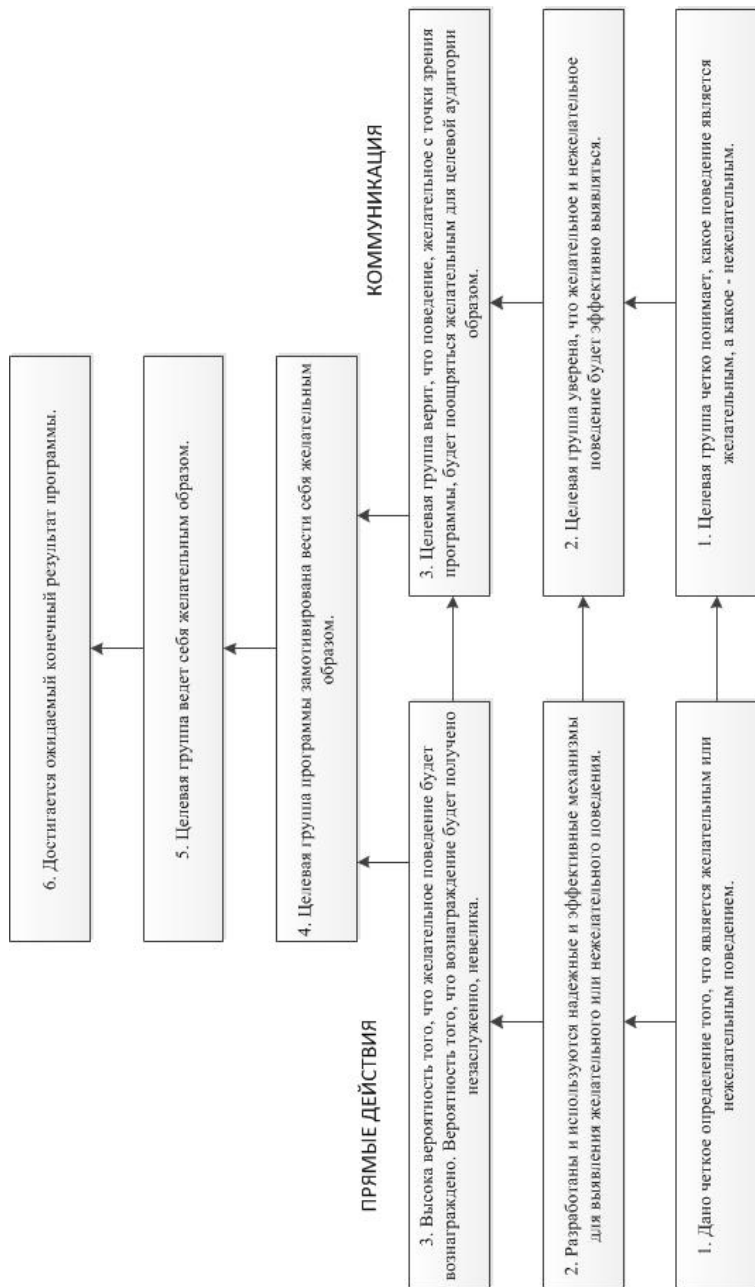 6. Достигается ожидаемый конечный результат программы.
5. Целевая группа ведет себя желательным образом.
4. Целевая группа программы замотивирована вести себя желательным
образом.
ПРЯМЫЕ ДЕЙСТВИЯ
3. Высока вероятность того, что желательное поведение будет
вознаграждено. Вероятность того, что вознаграждение будет получено
незаслуженно, невелика.
2. Разработаны и используются надежные и эффективные механизмы
для выявления желательного или нежелательного поведения.
1. Дано четкое определение того, что является желательным или
нежелательным поведением.
КОММУНИКАЦИЯ
3. Целевая группа верит, что поведение, желательное с точки зрения
программы, будет поощряться желательным для целевой аудитории
образом.
2. Целевая группа уверена, что желательное и нежелательное
поведение будет эффективно выявляться.
1. Целевая группа четко понимает, какое поведение является
желательным, а какое - нежелательным.